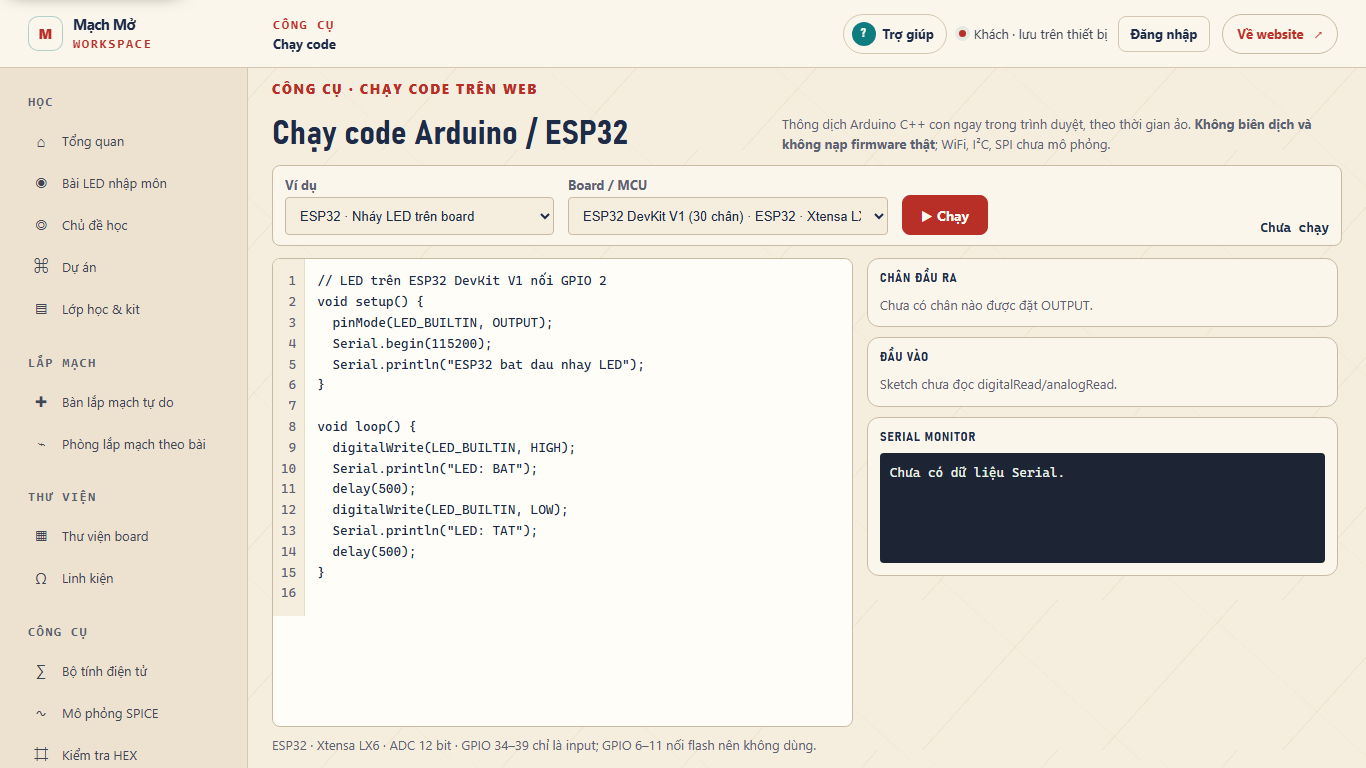 M
Mạch Mở
WORKSPACE
CÔNG CỤ
Chạy code
?
Trợ giúp
Khách · lưu trên thiết bị
Đăng nhập
Về website ↗
HỌC
Tổng quan
Bài LED nhập môn
Chủ đề học
Dự án
Lớp học & kit
LẮP MẠCH
Bàn lắp mạch tự do
Phòng lắp mạch theo bài
THƯ VIỆN
Thư viện board
Ω Linh kiện
CÔNG CỤ
∑ Bộ tính điện tử
∿ Mô phỏng SPICE
Kiểm tra HEX
CÔNG CỤ · CHẠY CODE TRÊN WEB
Chạy code Arduino / ESP32
Thông dịch Arduino C++ con ngay trong trình duyệt, theo thời gian ảo. Không biên dịch và
không nạp firmware thật; WiFi, I²C, SPI chưa mô phỏng.
Ví dụ
ESP32 · Nháy LED trên board
Board / MCU
ESP32 DevKit V1 (30 chân) · ESP32 · Xtensa LX
▶ Chạy
Chưa chạy
1 // LED trên ESP32 DevKit V1 nối GPIO 2
2 void setup() {
3 pinMode(LED_BUILTIN, OUTPUT);
4 Serial.begin(115200);
5 Serial.println("ESP32 bat dau nhay LED");
6 }
7
8 void loop() {
9 digitalWrite(LED_BUILTIN, HIGH);
10 Serial.println("LED: BAT");
11 delay(500);
12 digitalWrite(LED_BUILTIN, LOW);
13 Serial.println("LED: TAT");
14 delay(500);
15 }
16
CHÂN ĐẦU RA
Chưa có chân nào được đặt OUTPUT.
ĐẦU VÀO
Sketch chưa đọc digitalRead/analogRead.
SERIAL MONITOR
Chưa có dữ liệu Serial.
ESP32 · Xtensa LX6 · ADC 12 bit · GPIO 34–39 chỉ là input; GPIO 6–11 nối flash nên không dùng.